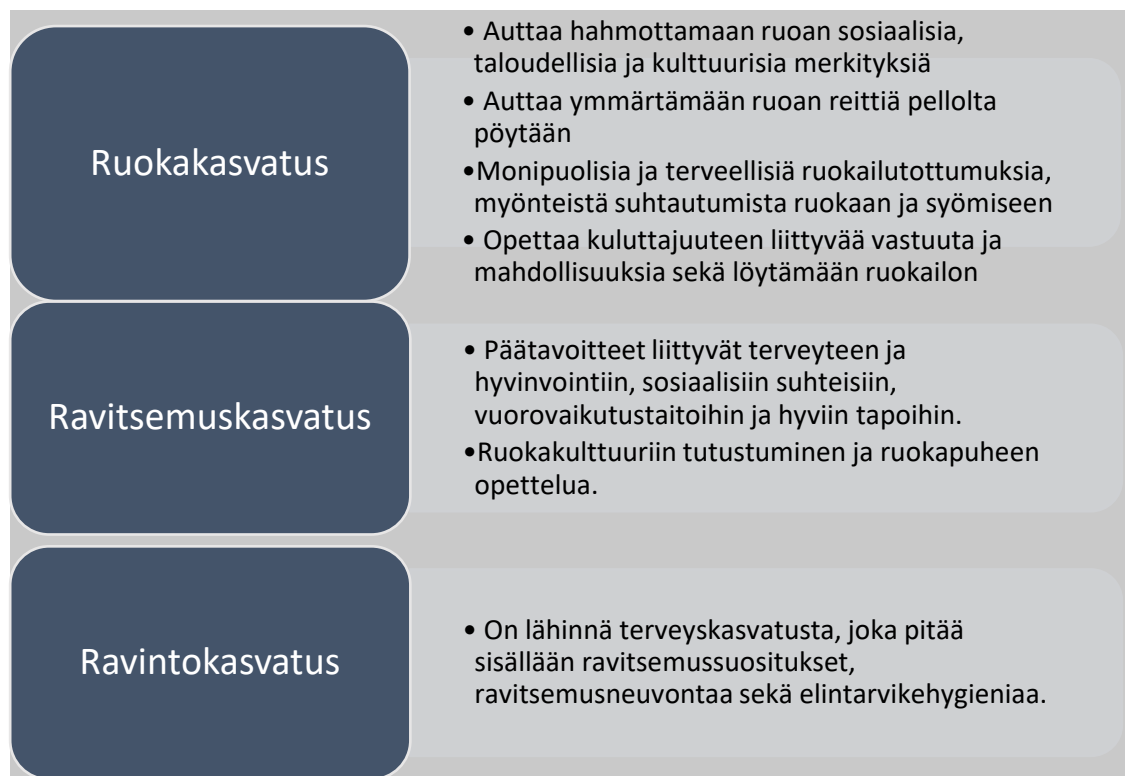 Ruokakasvatus
• Auttaa hahmottamaan ruoan sosiaalisia,
taloudellisia ja kulttuurisia merkityksiä
• Auttaa ymmärtämään ruoan reittiä pellolta
pöytään
•Monipuolisia ja terveellisiä ruokailutottumuksia,
myönteistä suhtautumista ruokaan ja syömiseen
• Opettaa kuluttajuuteen liittyvää vastuuta ja
mahdollisuuksia sekä löytämään ruokailon
Ravitsemuskasvatus
• Päätavoitteet liittyvät terveyteen ja
hyvinvointiin, sosiaalisiin suhteisiin,
vuorovaikutustaitoihin ja hyviin tapoihin.
•Ruokakulttuuriin tutustuminen ja ruokapuheen
opettelua.
Ravintokasvatus
• On lähinnä terveyskasvatusta, joka pitää
sisällään ravitsemussuositukset,
ravitsemusneuvontaa sekä elintarvikehygieniaa.